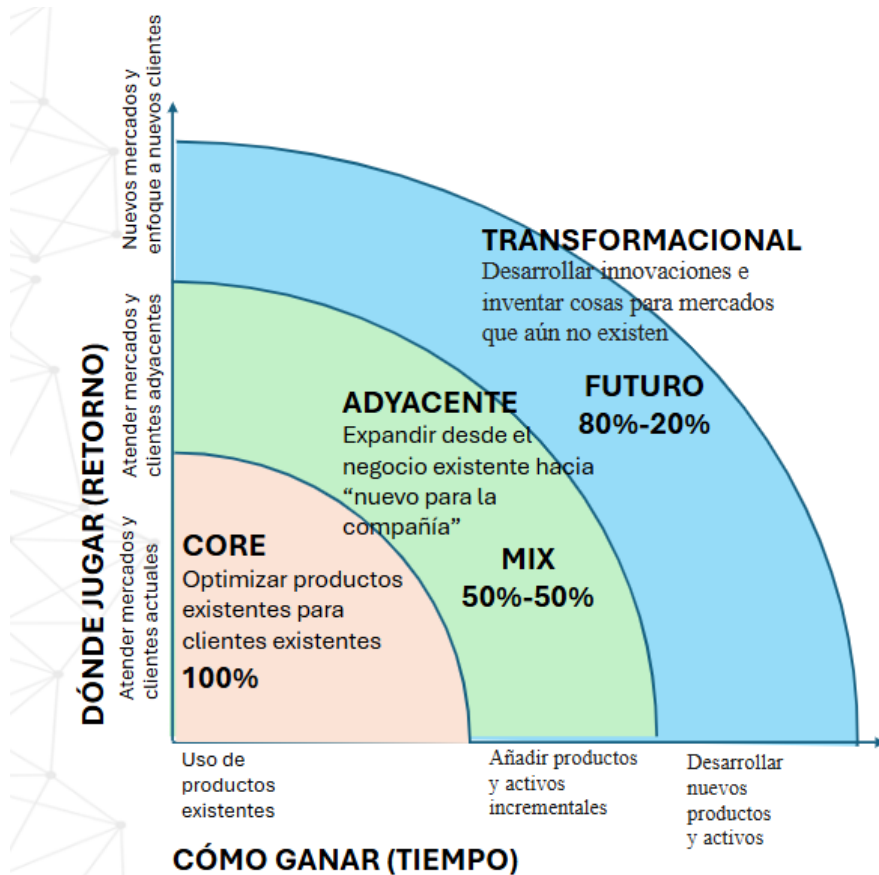 Nuevos mercados y
enfoque a nuevos clientes
TRANSFORMACIONAL
Desarrollar innovaciones e
inventar cosas para mercados
que aún no existen
FUTURO
80%-20%
DÓNDE JUGAR (RETORNO)
Atender mercados y
clientes adyacentes
ADYACENTE
Expandir desde el
negocio existente hacia
“nuevo para la
compañía”
MIX
50%-50%
Atender mercados y
clientes actuales
CORE
Optimizar productos
existentes para
clientes existentes
100%
Uso de
productos
existentes
Añadir productos
y activos
incrementales
Desarrollar
nuevos
productos
y activos
CÓMO GANAR (TIEMPO)